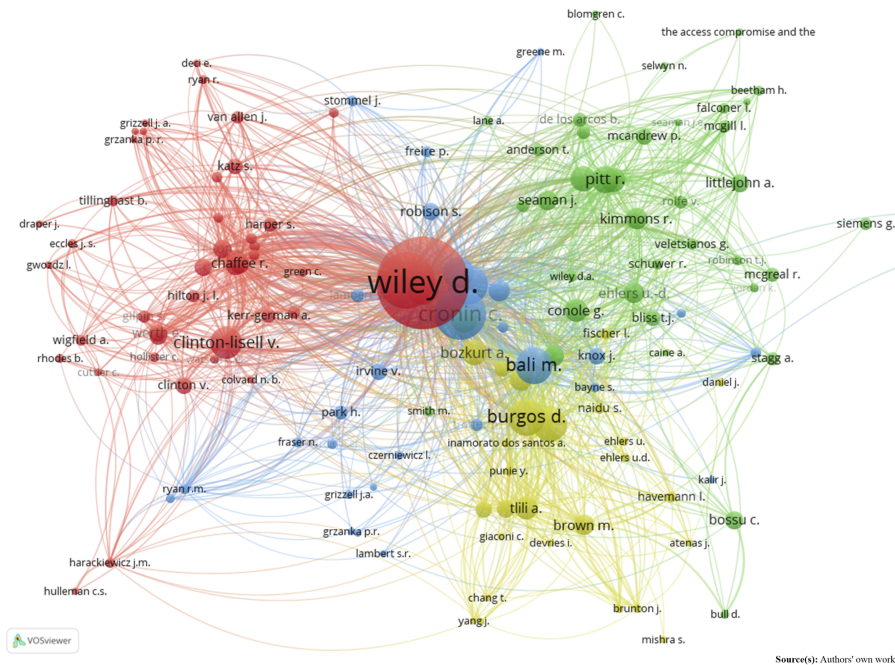 blomgren c.
the access compromise and the
greene m.
selwyn n.
deci e.
ryan r.
beetham h.
stommel j.
falconer l.
van allen j.
lane a.
de los arcos b.
seaman j.e.
mcgill l.
grizzell j. a.
grzanka p. r.
mcandrew p.
freire p.
anderson t.
katz s.
pitt r.
littlejohn a.
tillinghast b.
seaman j.
rolfe v.
robison s.
kimmons r.
draper j.
harper s.
siemens g.
eccles j. s.
veletsianos g.
gwozdz l.
chaffee r.
green c.
schuwer r.
robinson t.j.
wiley d.
wiley d.a.
mcgreal r.
hilton j. l.
ehlers u.-d.
cronin c.
conole g.
kerr-german a.
bliss t.j.
fischer l.
wigfield a.
clinton-lisell v.
rhodes b.
hollister c.
bozkurt a.
knox j.
caine a.
stagg a.
cuttler c.
bali m.
irvine v.
clinton v.
colvard n. b.
bayne s.
daniel j.
park h.
smith m.
burgos d.
naidu s.
fraser n.
inamorato dos santos a.
ehlers u.
czerniewicz l.
ehlers u.d.
punie y.
kalir j.
ryan r.m.
grizzell j.a.
havemann l.
tlili a.
brown m.
bossu c.
grzanka p.r.
giaconi c.
devries i.
atenas j.
lambert s.r.
harackiewicz j.m.
hulleman c.s.
chang t.
brunton j.
yang j.
bull d.
mishra s.
VOSviewer
Source(s): Authors' own work